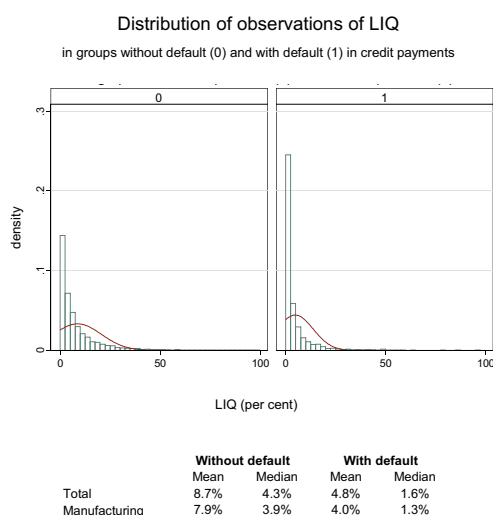 Distribution of observations of LIQ
in groups without default (0) and with default (1) in credit payments
0 1
.3
.2
.1
0
density
0 50 100 0 50 100
LIQ (per cent)
Without default With default
Mean Median Mean Median
Total 8.7% 4.3% 4.8% 1.6%
Manufacturing 7.9% 3.9% 4.0% 1.3%